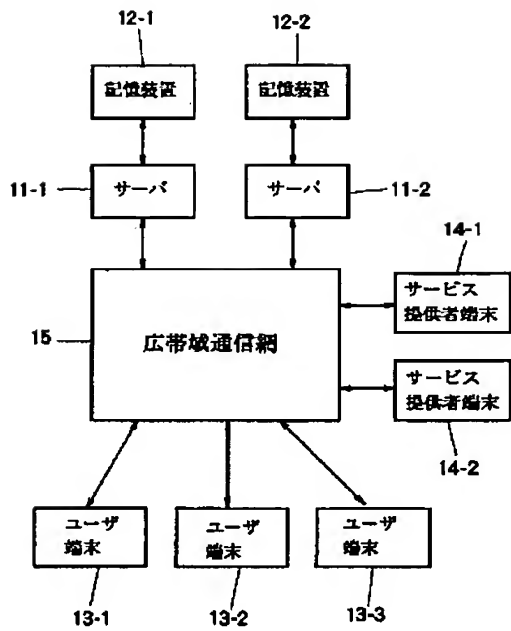 12-1
12-2
記憶装置
記憶装置
11-1
サーバ
サーバ
11-2
14-1
サービス
提供者端末
15
広帯域通信網
サービス
提供者端末
14-2
ユーザ
端末
ユーザ
端末
ユーザ
端末
13-1
13-2
13-3